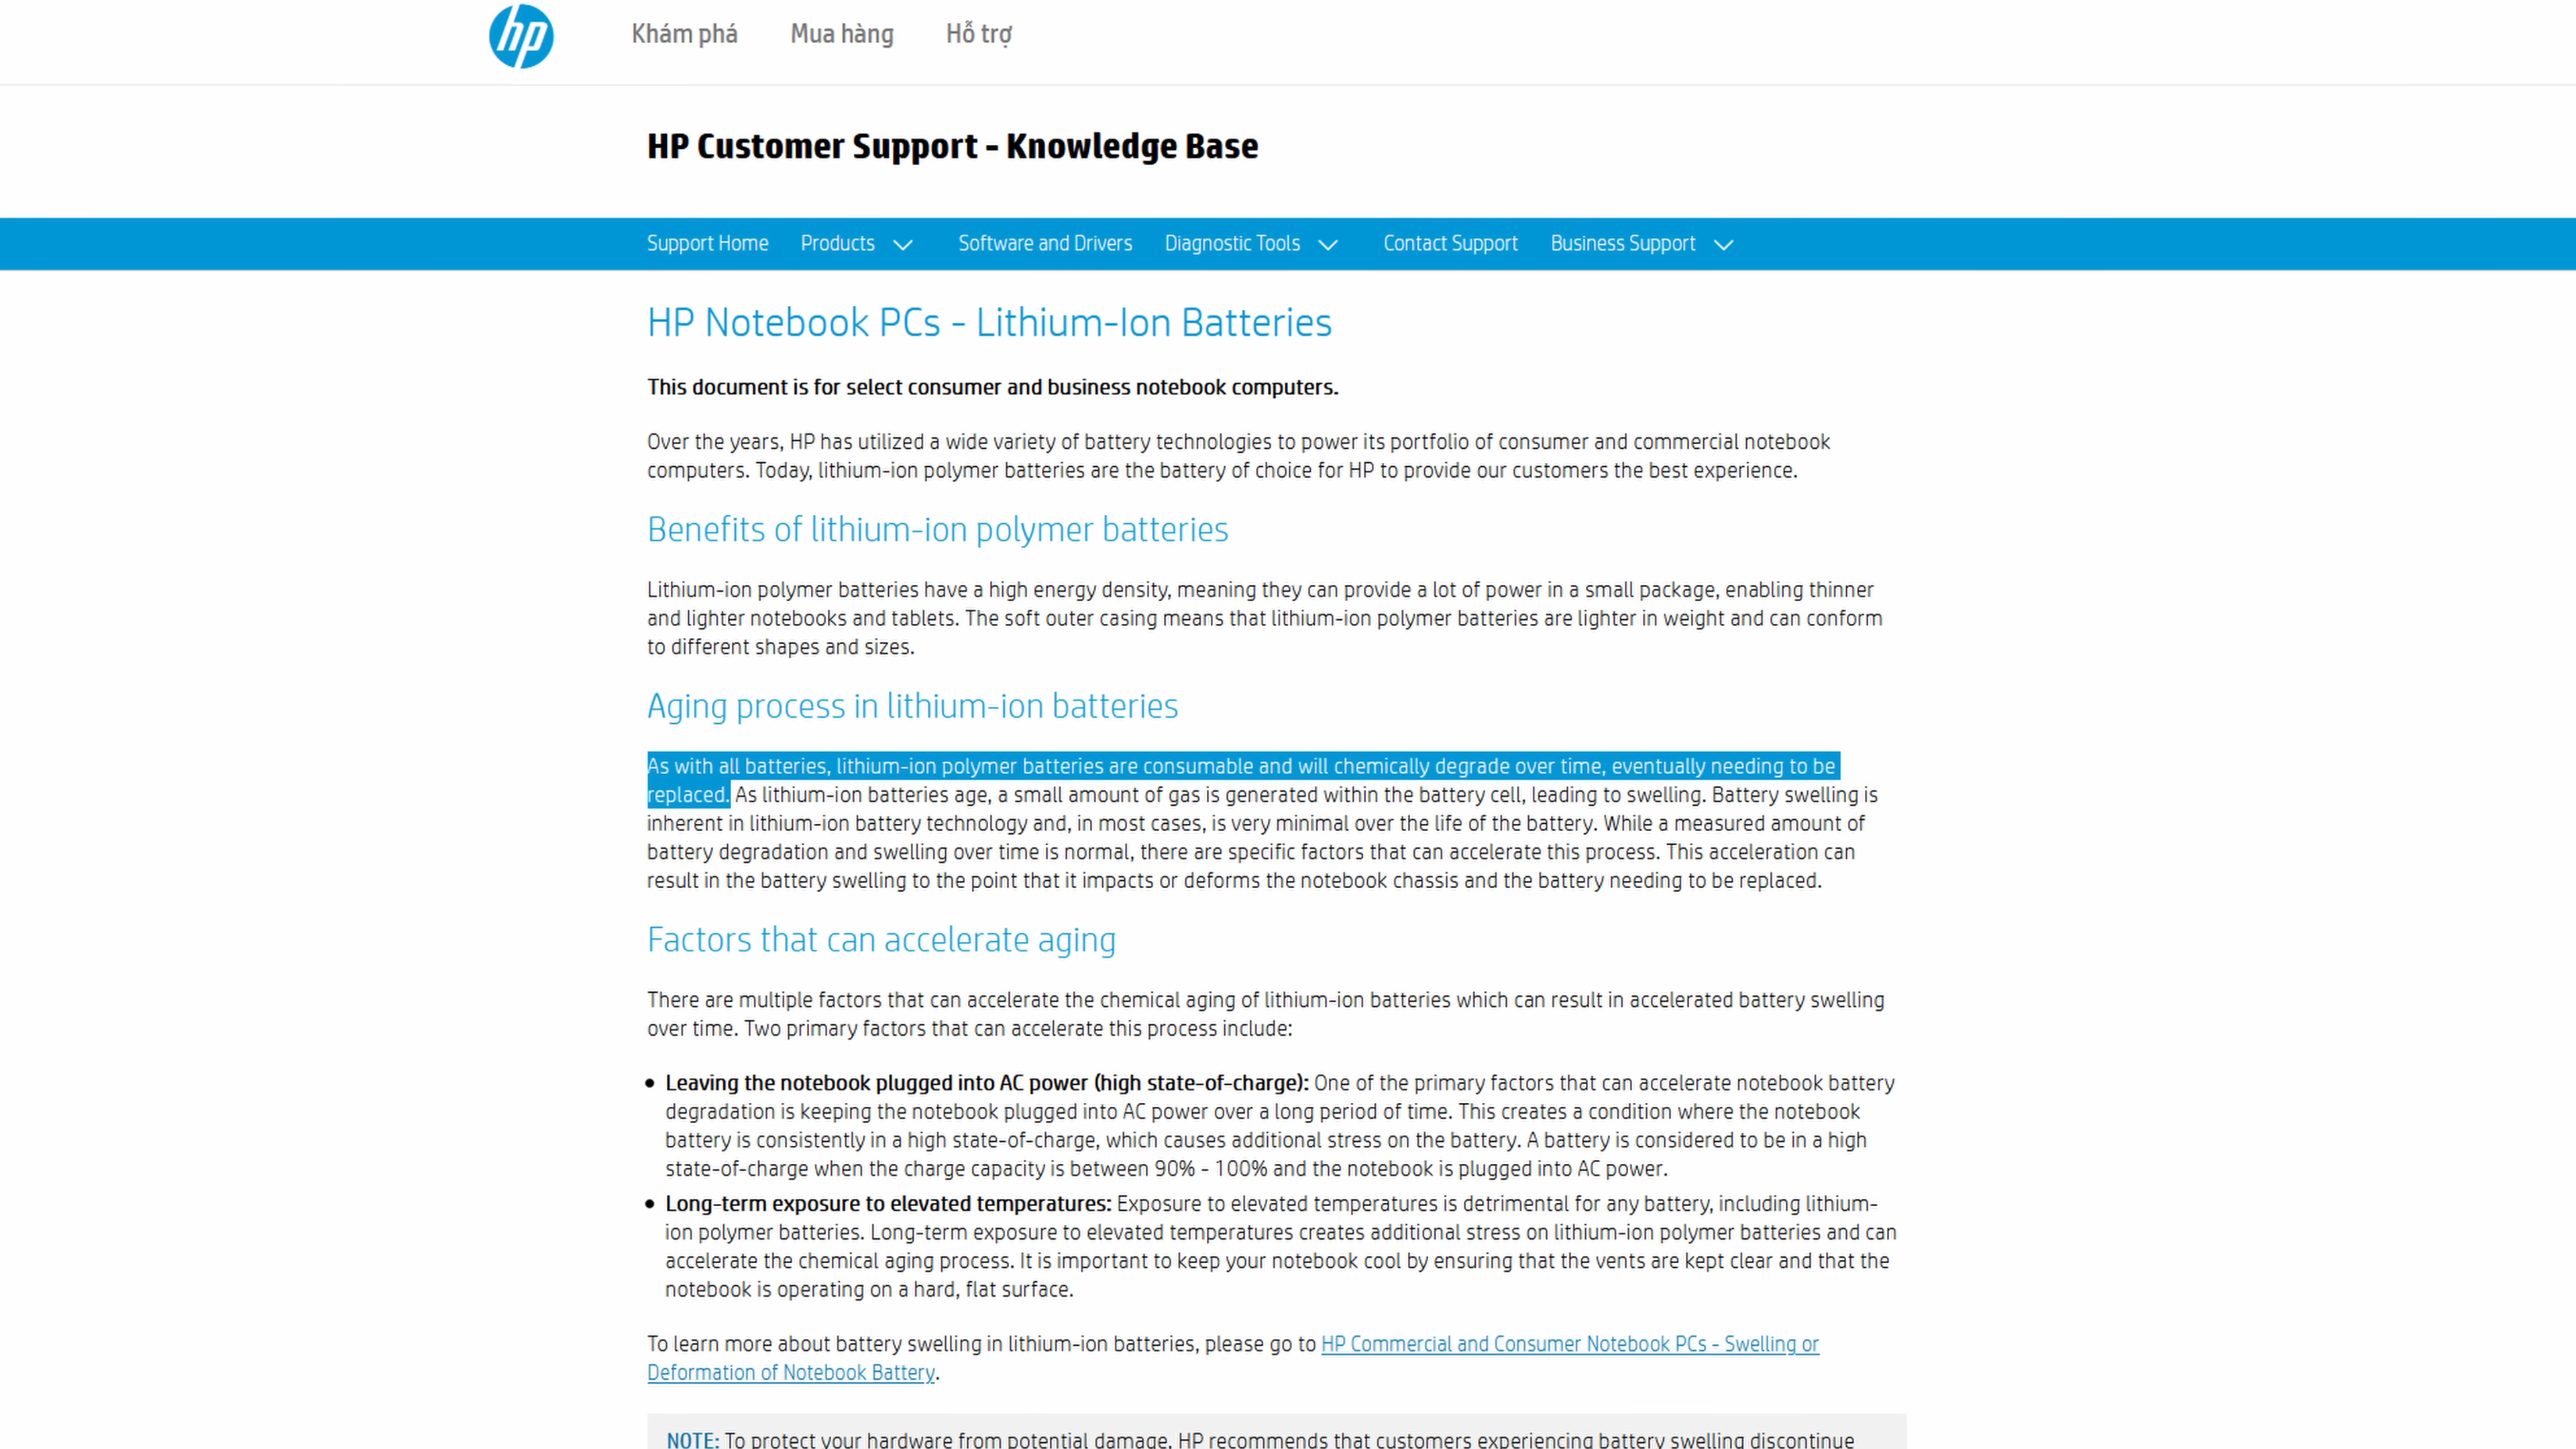 hp
Khám phá Mua hàng Hỗ trợ
HP Customer Support - Knowledge Base
Support Home Products Software and Drivers Diagnostic Tools Contact Support Business Support
HP Notebook PCs - Lithium-Ion Batteries
This document is for select consumer and business notebook computers.
Over the years, HP has utilized a wide variety of battery technologies to power its portfolio of consumer and commercial notebook
computers. Today, lithium-ion polymer batteries are the battery of choice for HP to provide our customers the best experience.
Benefits of lithium-ion polymer batteries
Lithium-ion polymer batteries have a high energy density, meaning they can provide a lot of power in a small package, enabling thinner
and lighter notebooks and tablets. The soft outer casing means that lithium-ion polymer batteries are lighter in weight and can conform
to different shapes and sizes.
Aging process in lithium-ion batteries
As with all batteries, lithium-ion polymer batteries are consumable and will chemically degrade over time, eventually needing to be
replaced. As lithium-ion batteries age, a small amount of gas is generated within the battery cell, leading to swelling. Battery swelling is
inherent in lithium-ion battery technology and, in most cases, is very minimal over the life of the battery. While a measured amount of
battery degradation and swelling over time is normal, there are specific factors that can accelerate this process. This acceleration can
result in the battery swelling to the point that it impacts or deforms the notebook chassis and the battery needing to be replaced.
Factors that can accelerate aging
There are multiple factors that can accelerate the chemical aging of lithium-ion batteries which can result in accelerated battery swelling
over time. Two primary factors that can accelerate this process include:
• Leaving the notebook plugged into AC power (high state-of-charge): One of the primary factors that can accelerate notebook battery
degradation is keeping the notebook plugged into AC power over a long period of time. This creates a condition where the notebook
battery is consistently in a high state-of-charge, which causes additional stress on the battery. A battery is considered to be in a high
state-of-charge when the charge capacity is between 90% - 100% and the notebook is plugged into AC power.
• Long-term exposure to elevated temperatures: Exposure to elevated temperatures is detrimental for any battery, including lithium-
ion polymer batteries. Long-term exposure to elevated temperatures creates additional stress on lithium-ion polymer batteries and can
accelerate the chemical aging process. It is important to keep your notebook cool by ensuring that the vents are kept clear and that the
notebook is operating on a hard, flat surface.
To learn more about battery swelling in lithium-ion batteries, please go to HP Commercial and Consumer Notebook PCs - Swelling or
Deformation of Notebook Battery.
NOTE: To protect your hardware from potential damage, HP recommends that customers experiencing battery swelling discontinue